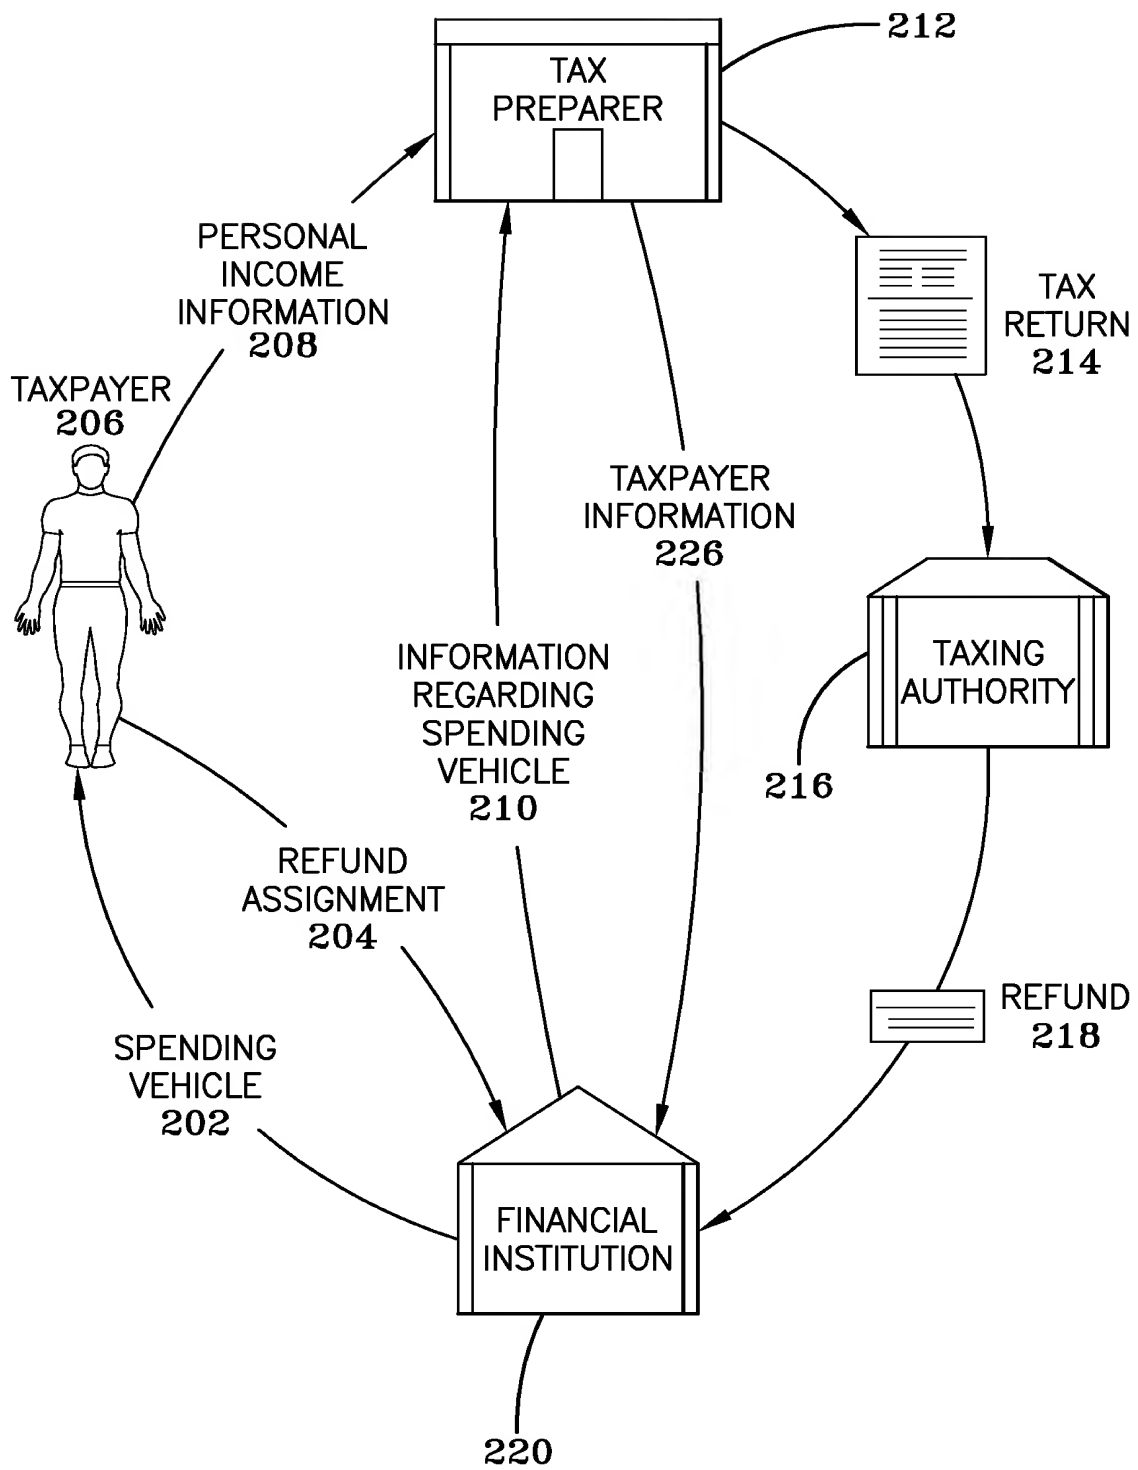 212
TAX
PREPARER
PERSONAL
INCOME
INFORMATION
208
TAX
RETURN
214
TAXPAYER
206
TAXPAYER
INFORMATION
226
TAXING
AUTHORITY
216
INFORMATION
REGARDING
SPENDING
VEHICLE
210
REFUND
ASSIGNMENT
204
REFUND
218
SPENDING
VEHICLE
202
FINANCIAL
INSTITUTION
220